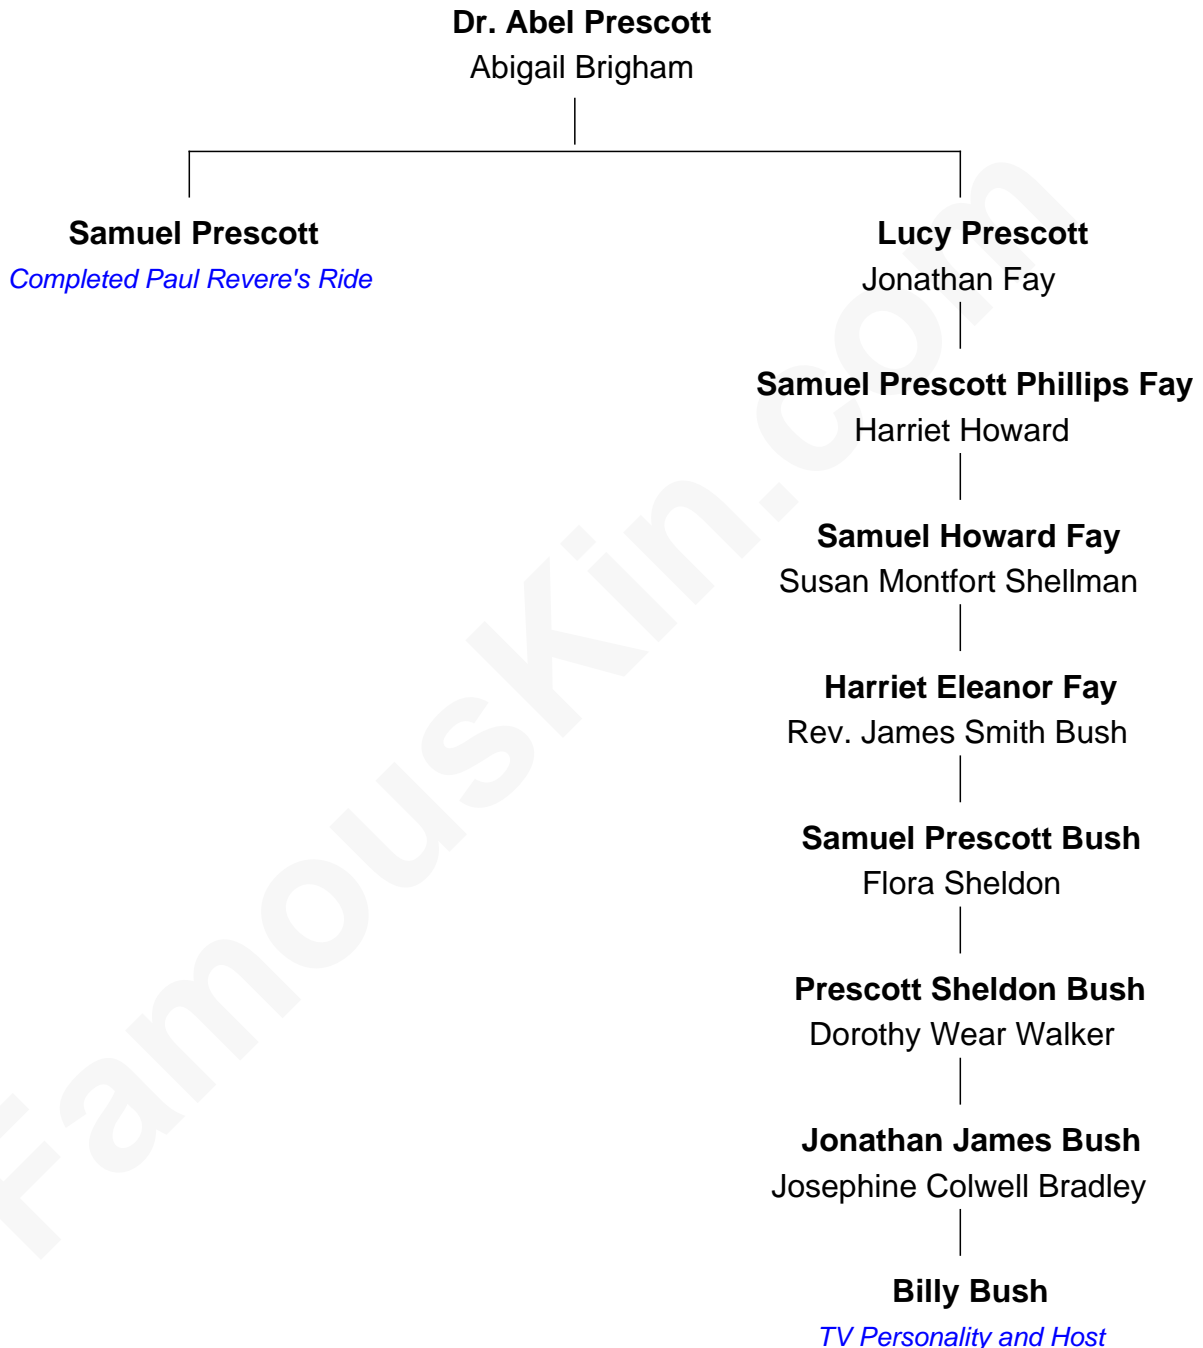 Dr. Abel Prescott
Abigail Brigham
Samuel Prescott
Completed Paul Revere's Ride
Lucy Prescott
Jonathan Fay
Samuel Prescott Phillips Fay
Harriet Howard
Samuel Howard Fay
Susan Montfort Shellman
Harriet Eleanor Fay
Rev. James Smith Bush
Samuel Prescott Bush
Flora Sheldon
Prescott Sheldon Bush
Dorothy Wear Walker
Jonathan James Bush
Josephine Colwell Bradley
Billy Bush
TV Personality and Host
FamousKin.com